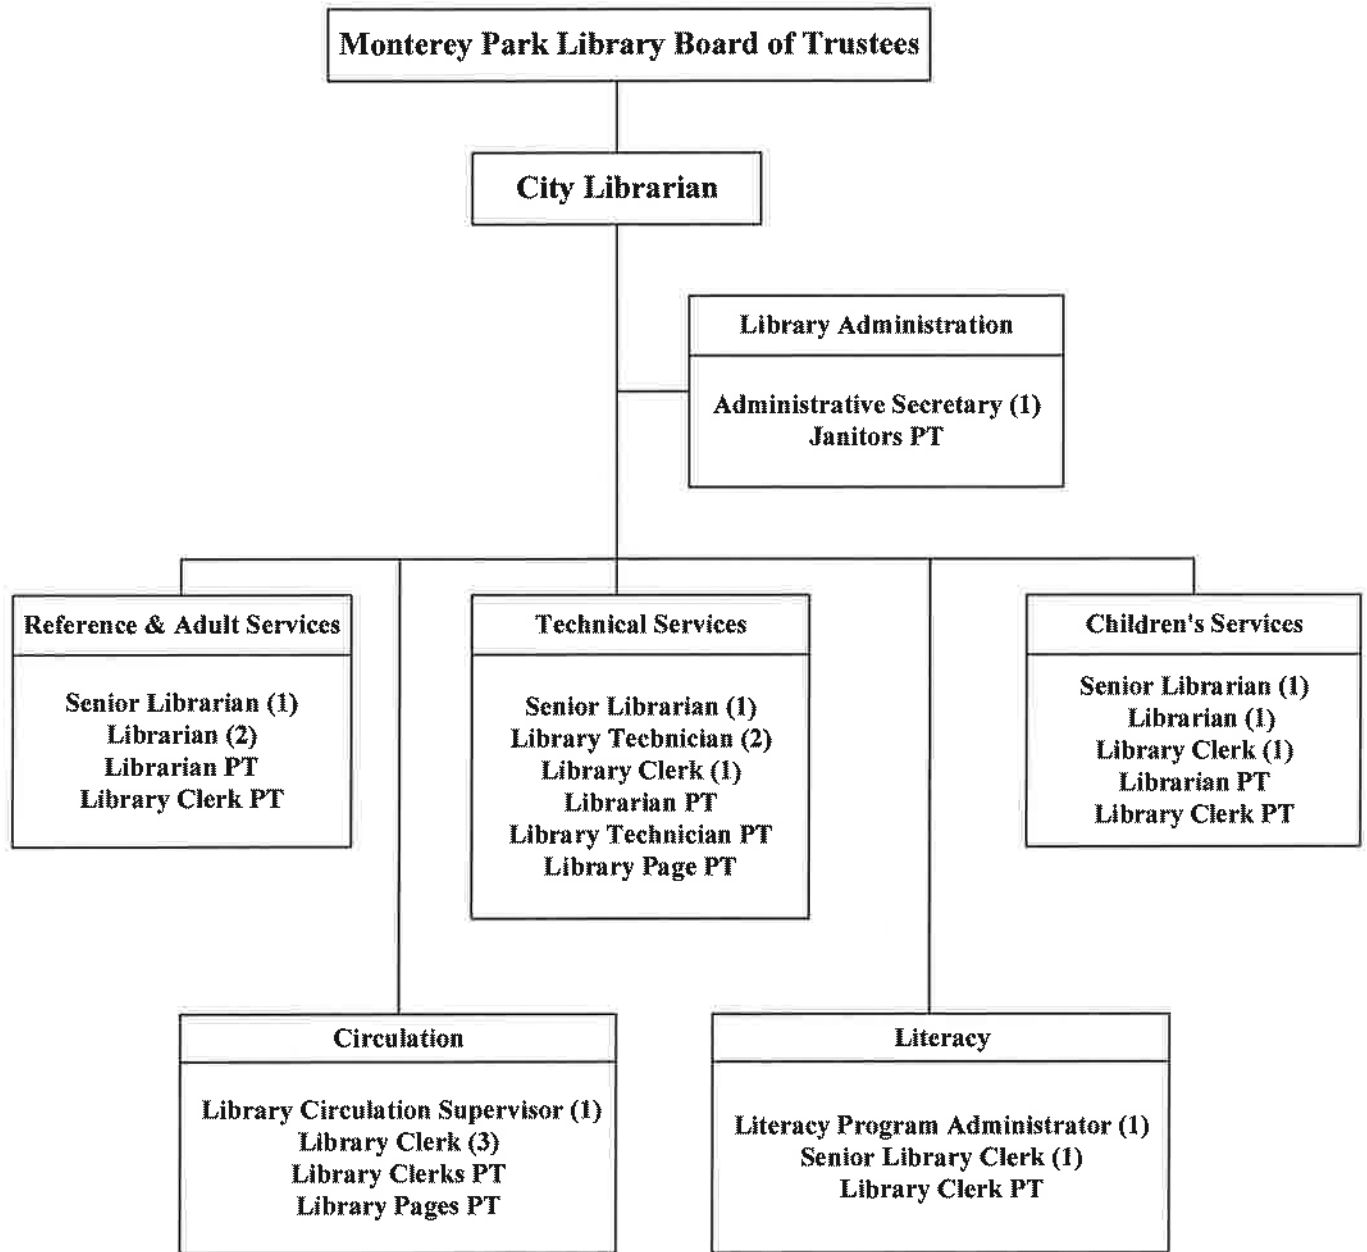 Monterey Park Library Board of Trustees
City Librarian
Library Administration
Administrative Secretary (1)
Janitors PT
Reference & Adult Services
Senior Librarian (1)
Librarian (2)
Librarian PT
Library Clerk PT
Technical Services
Senior Librarian (1)
Library Technician (2)
Library Clerk (1)
Librarian PT
Library Technician PT
Library Page PT
Children's Services
Senior Librarian (1)
Librarian (1)
Library Clerk (1)
Librarian PT
Library Clerk PT
Circulation
Library Circulation Supervisor (1)
Library Clerk (3)
Library Clerks PT
Library Pages PT
Literacy
Literacy Program Administrator (1)
Senior Library Clerk (1)
Library Clerk PT